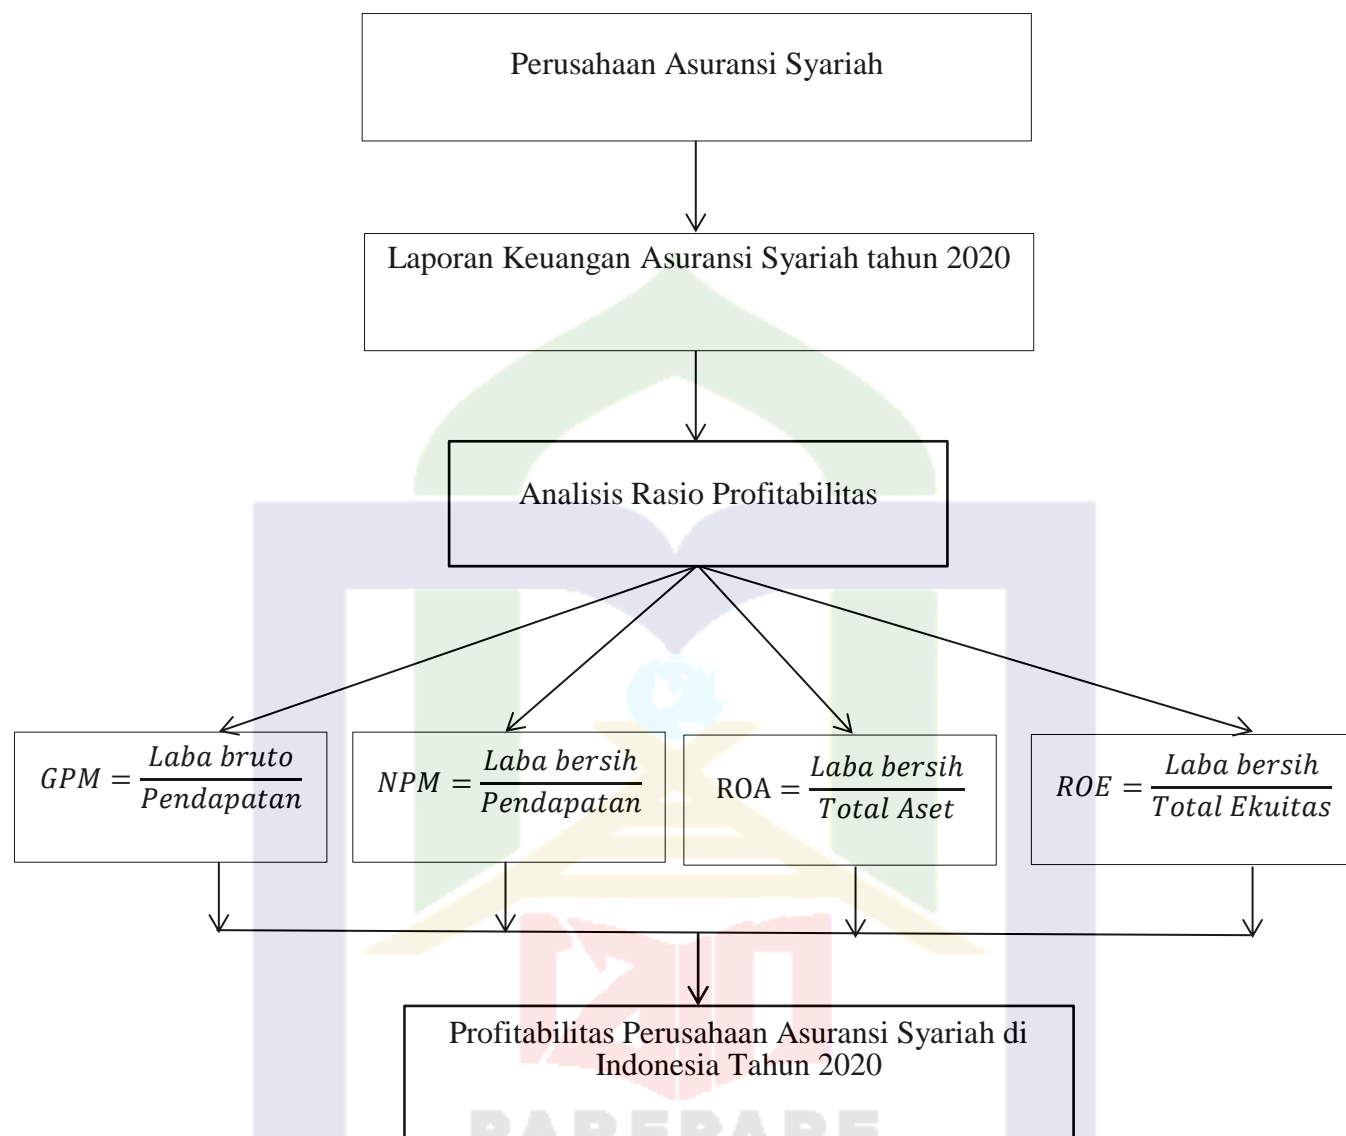 Perusahaan Asuransi Syariah
Laporan Keuangan Asuransi Syariah tahun 2020
Analisis Rasio Profitabilitas
GPM = Laba bruto / Pendapatan
NPM = Laba bersih / Pendapatan
ROA = Laba bersih / Total Aset
ROE = Laba bersih / Total Ekuitas
Profitabilitas Perusahaan Asuransi Syariah di
Indonesia Tahun 2020
PAREPARE